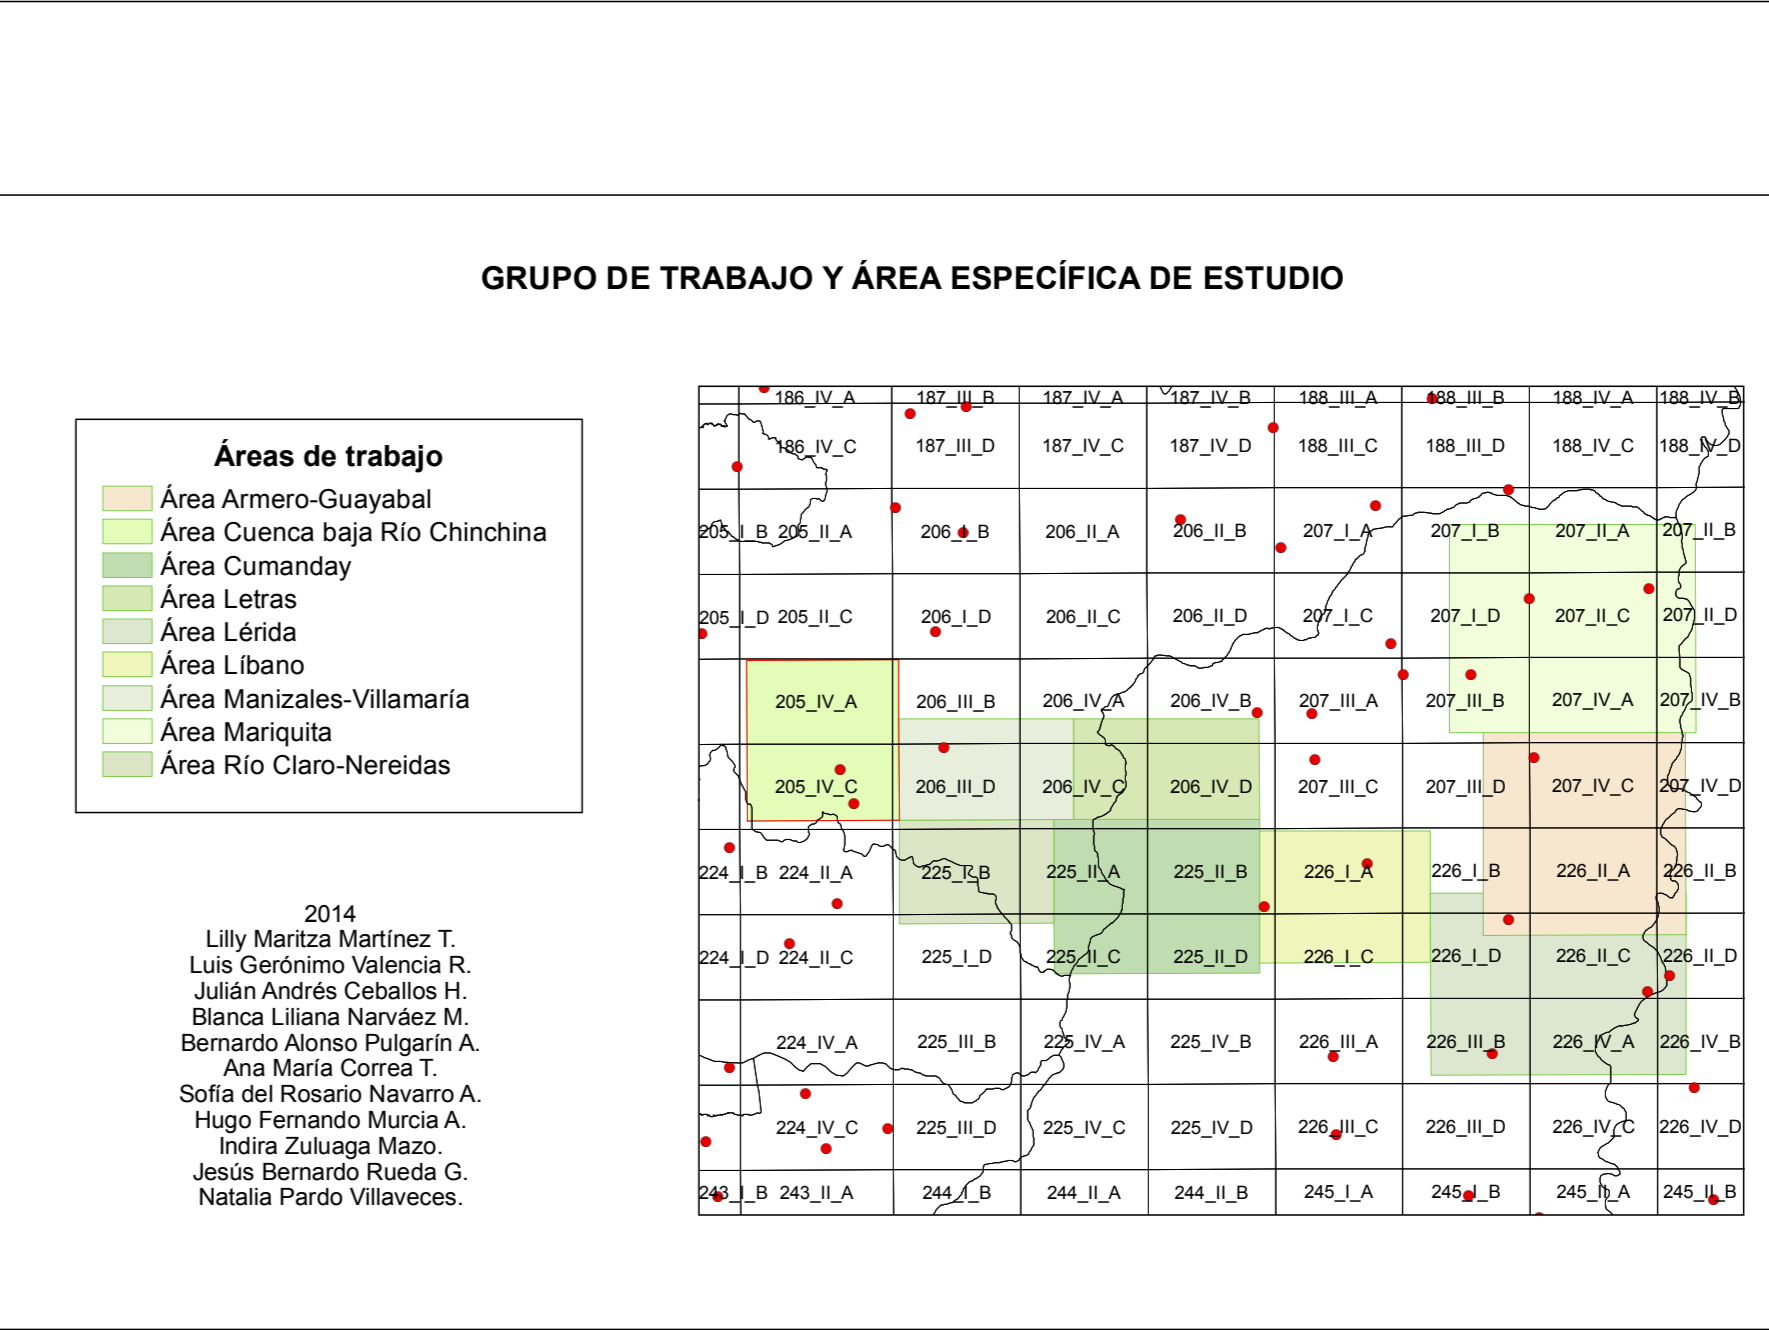 GRUPO DE TRABAJO Y ÁREA ESPECÍFICA DE ESTUDIO
Áreas de trabajo
Área Armero-Guayabal
Área Cuenca baja Río Chinchina
Área Cumanday
Área Letras
Área Lérida
Área Líbano
Área Manizales-Villamaría
Área Mariquita
Área Río Claro-Nereidas
2014
Lilly Maritza Martínez T.
Luis Gerónimo Valencia R.
Julián Andrés Ceballos H.
Blanca Liliana Narváez M.
Bernardo Alonso Pulgarín A.
Ana María Correa T.
Sofía del Rosario Navarro A.
Hugo Fernando Murcia A.
Indira Zuluaga Mazo.
Jesús Bernardo Rueda G.
Natalia Pardo Villaveces.
186_IV_A 187_III_B 187_IV_A 187_IV_B 188_III_A 188_III_B 188_IV_A 188_IV_B
186_IV_C 187_III_D 187_IV_C 187_IV_D 188_III_C 188_III_D 188_IV_C 188_IV_D
205_I_B 205_II_A 206_I_B 206_II_A 206_II_B 207_I_A 207_I_B 207_II_A 207_II_B
205_I_D 205_II_C 206_I_D 206_II_C 206_II_D 207_I_C 207_I_D 207_II_C 207_II_D
205_IV_A 206_III_B 206_IV_A 206_IV_B 207_III_A 207_III_B 207_IV_A 207_IV_B
205_IV_C 206_III_D 206_IV_C 206_IV_D 207_III_C 207_III_D 207_IV_C 207_IV_D
224_I_B 224_II_A 225_I_B 225_II_A 225_II_B 226_I_A 226_I_B 226_II_A 226_II_B
224_I_D 224_II_C 225_I_D 225_II_C 225_II_D 226_I_C 226_I_D 226_II_C 226_II_D
224_IV_A 225_III_B 225_IV_A 225_IV_B 226_III_A 226_III_B 226_IV_A 226_IV_B
224_IV_C 225_III_D 225_IV_C 225_IV_D 226_III_C 226_III_D 226_IV_C 226_IV_D
243_I_B 243_II_A 244_I_B 244_II_A 244_II_B 245_I_A 245_I_B 245_II_A 245_II_B